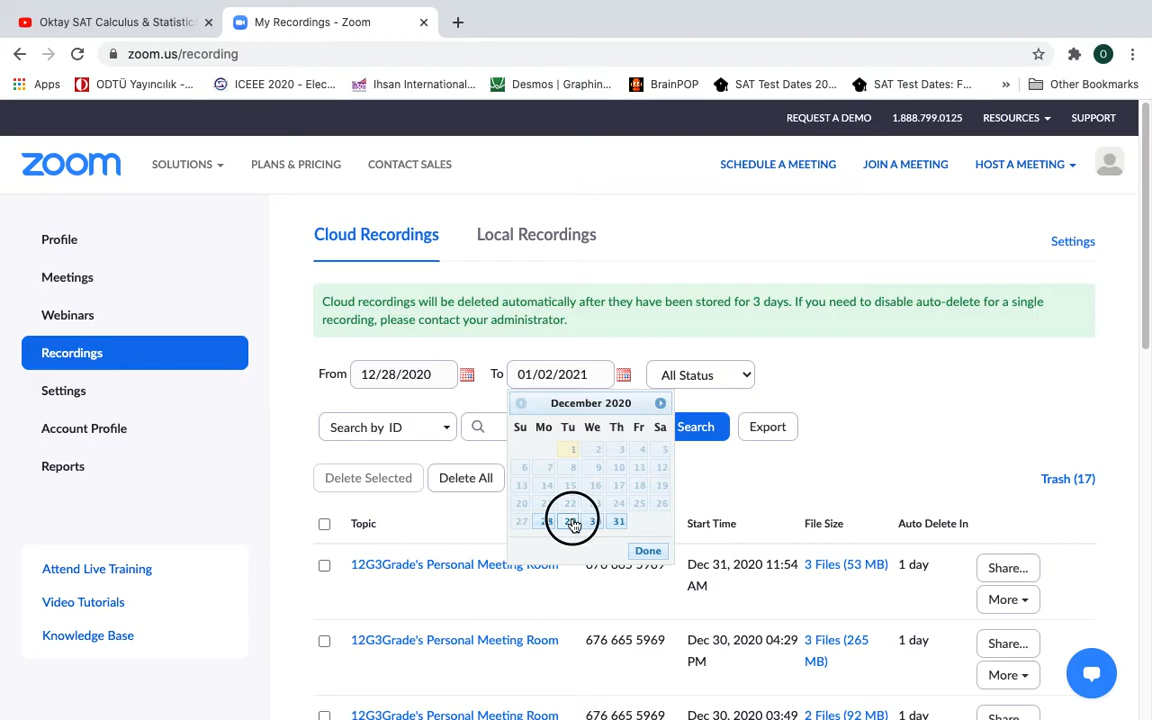 Oktay SAT Calculus & Statistic
My Recordings - Zoom
zoom.us/recording
O
Apps
ODTÜ Yayıncılık -...
ICEEE 2020 - Elec...
Ihsan International...
Desmos | Graphin...
BrainPOP
SAT Test Dates 20...
SAT Test Dates: F...
»
Other Bookmarks
REQUEST A DEMO
1.888.799.0125
RESOURCES
SUPPORT
zoom
SOLUTIONS
PLANS & PRICING
CONTACT SALES
SCHEDULE A MEETING
JOIN A MEETING
HOST A MEETING
Profile
Meetings
Webinars
Recordings
Settings
Account Profile
Reports
Attend Live Training
Video Tutorials
Knowledge Base
Cloud Recordings
Local Recordings
Settings
Cloud recordings will be deleted automatically after they have been stored for 3 days. If you need to disable auto-delete for a single
recording, please contact your administrator.
From 12/28/2020 To 01/02/2021 All Status
Search by ID
Search
Export
December 2020
Su Mo Tu We Th Fr Sa
1 2 3 4 5
6 7 8 9 10 11 12
13 14 15 16 17 18 19
20 21 22 23 24 25 26
27 28 29 30 31
Done
Delete Selected
Delete All
Trash (17)
Topic
Start Time
File Size
Auto Delete In
12G3Grade's Personal Meeting Room 676 665 5969 Dec 31, 2020 11:54 3 Files (53 MB) 1 day Share...
AM
More
12G3Grade's Personal Meeting Room 676 665 5969 Dec 30, 2020 04:29 3 Files (265 1 day Share...
PM MB)
More
12G3Grade's Personal Meeting Room 676 665 5969 Dec 30, 2020 03:49 2 Files (92 MB) 1 day Share...